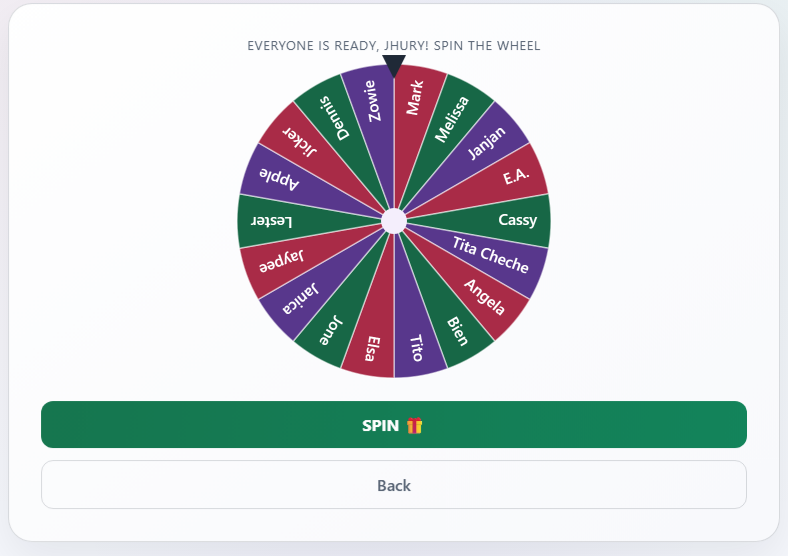 EVERYONE IS READY, JHURY! SPIN THE WHEEL
Mark
Melissa
Janjan
E.A.
Cassy
Tita Cheche
Angela
Bien
Tito
Elsa
Jone
Janica
Jaypee
Lester
Apple
Jicker
Dennis
Zowie
SPIN 🎁
Back